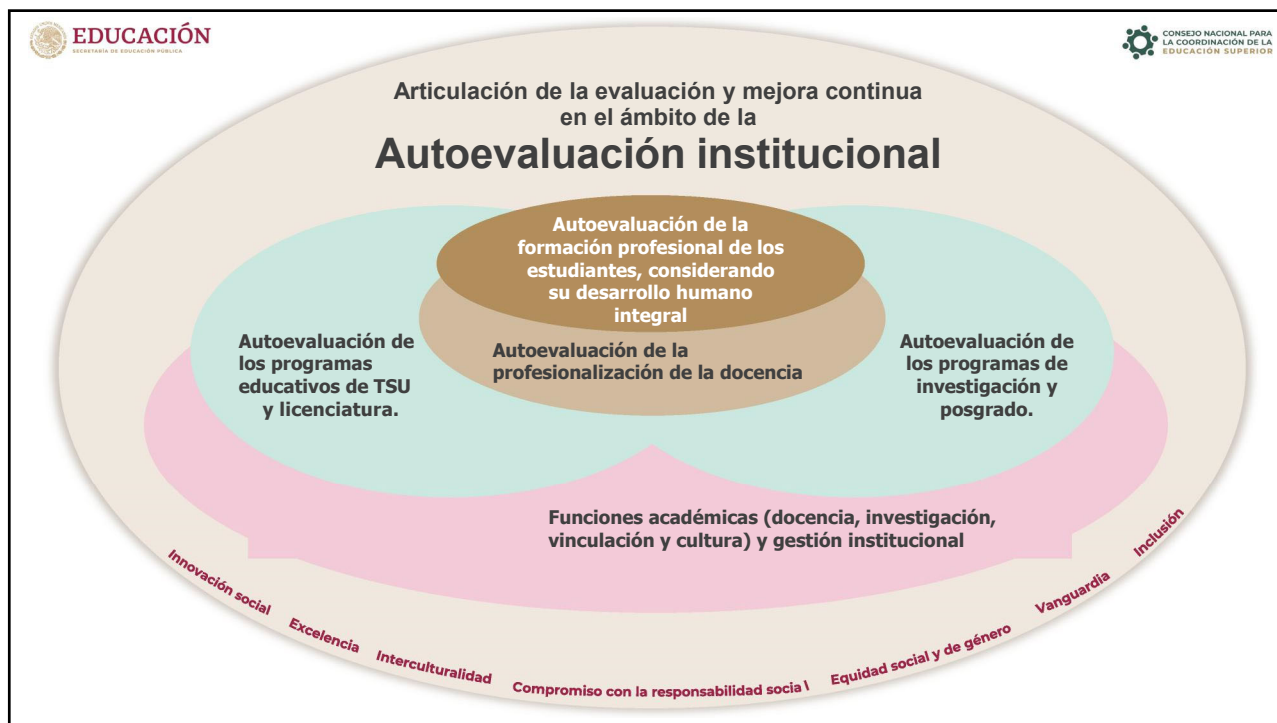 EDUCACIÓN
SECRETARÍA DE EDUCACIÓN PÚBLICA
CONSEJO NACIONAL PARA
LA COORDINACIÓN DE LA
EDUCACIÓN SUPERIOR
Articulación de la evaluación y mejora continua
en el ámbito de la
Autoevaluación institucional
Autoevaluación de la
formación profesional de los
estudiantes, considerando
su desarrollo humano
integral
Autoevaluación de
los programas
educativos de TSU
y licenciatura.
Autoevaluación de la
profesionalización de la docencia
Autoevaluación de
los programas de
investigación y
posgrado.
Funciones académicas (docencia, investigación,
vinculación y cultura) y gestión institucional
Innovación social
Excelencia
Interculturalidad
Compromiso con la responsabilidad social
Equidad social y de género
Vanguardia
Inclusión